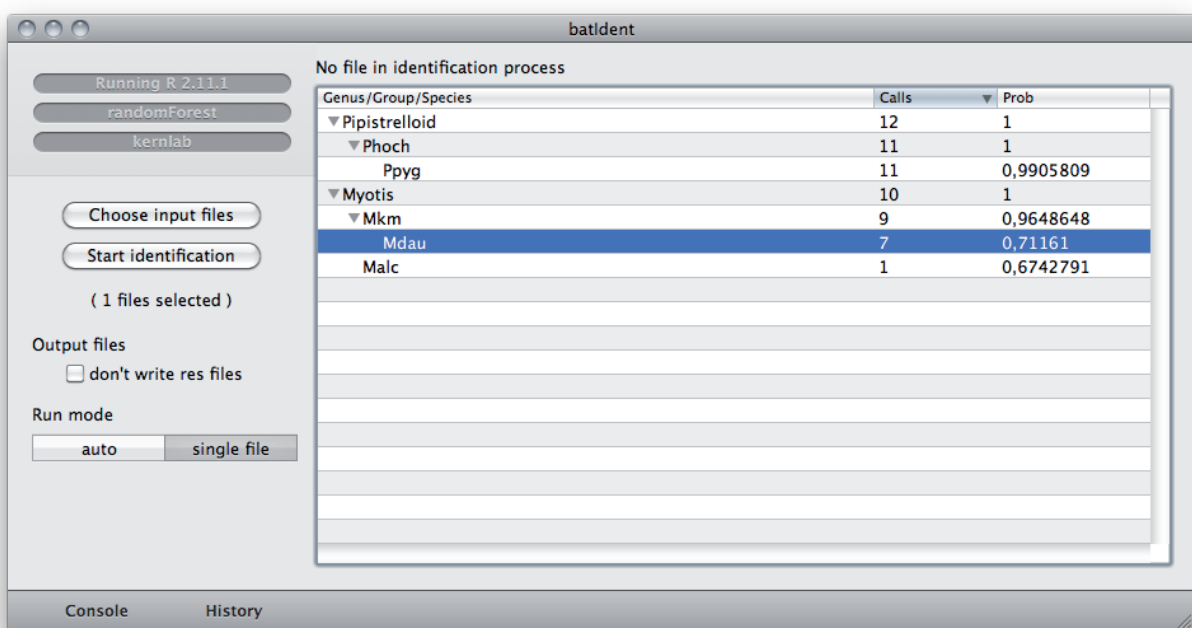 batIdent
Running R 2.11.1
randomForest
kernlab
Choose input files
Start identification
( 1 files selected )
Output files
don't write res files
Run mode
auto single file
No file in identification process
Genus/Group/Species Calls Prob
Pipistrelloid 12 1
Phoch 11 1
Ppyg 11 0,9905809
Myotis 10 1
Mkm 9 0,9648648
Mdau 7 0,71161
Malc 1 0,6742791
Console History